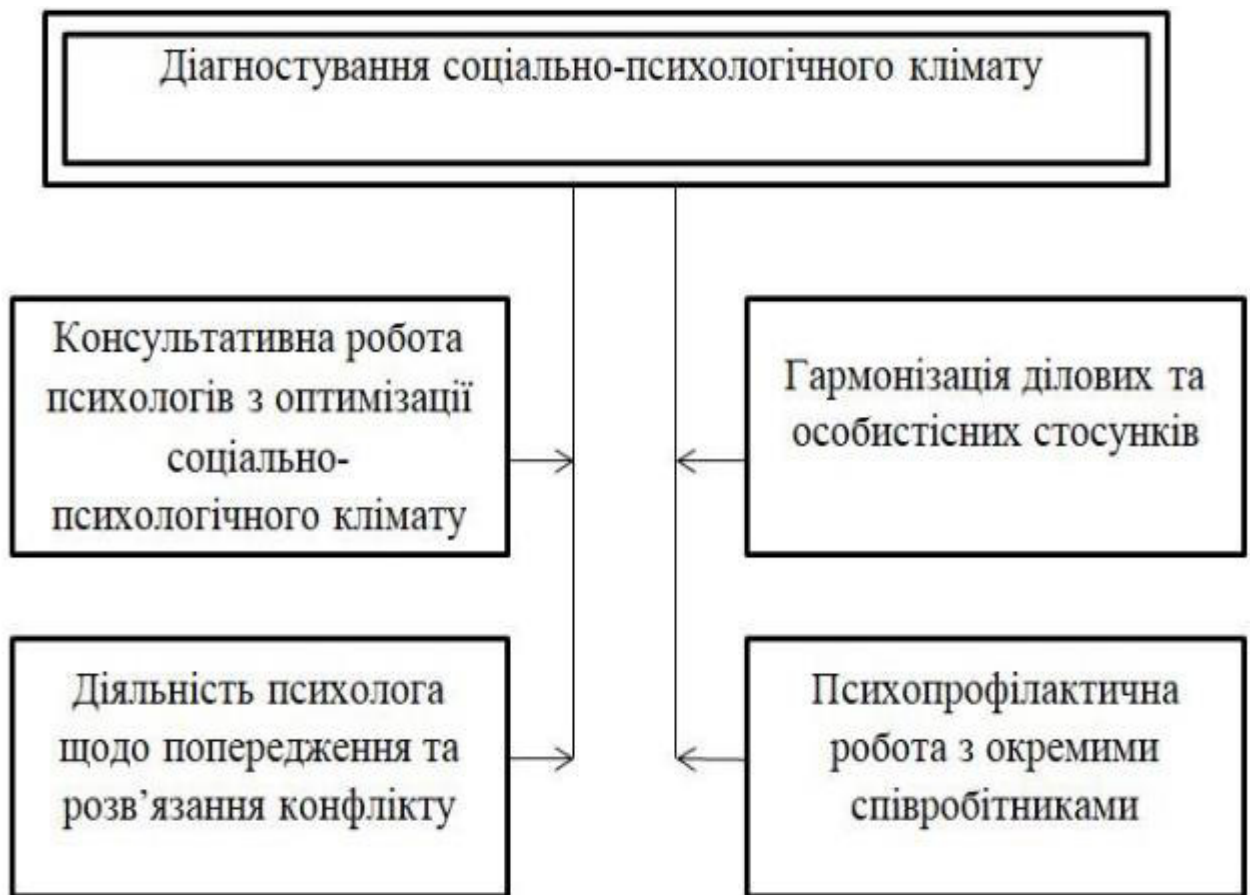 Діагностування соціально-психологічного клімату
Консультативна робота
психологів з оптимізації
соціально-
психологічного клімату
Гармонізація ділових та
особистісних стосунків
Діяльність психолога
щодо попередження та
розв’язання конфлікту
Психопрофілактична
робота з окремими
співробітниками